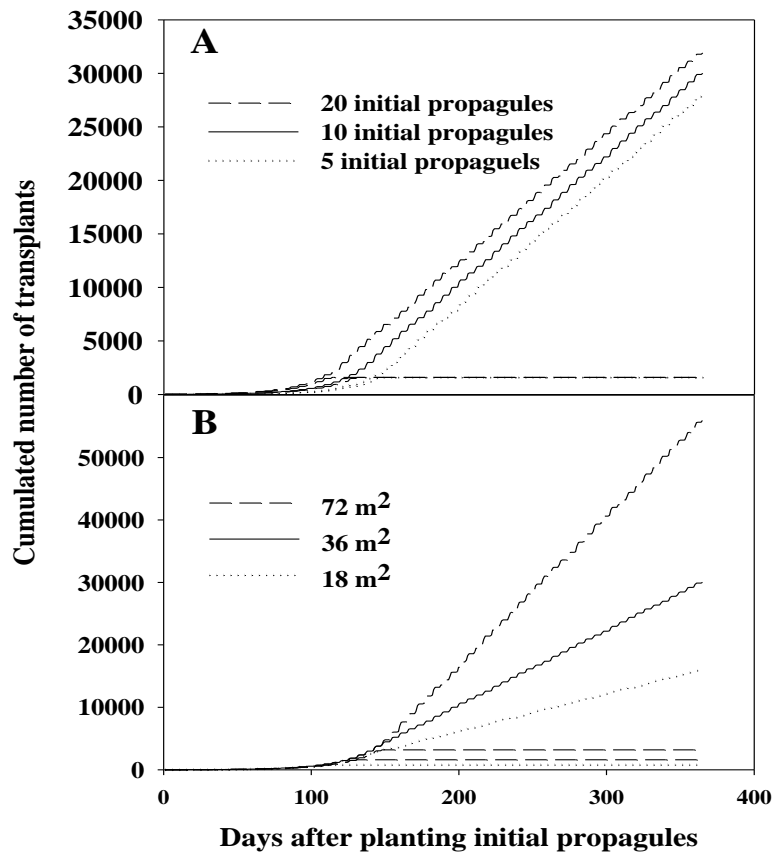 A
35000
30000
25000
20000
15000
10000
5000
0
20 initial propagules
10 initial propagules
5 initial propaguels
Cumulated number of transplants
B
50000
40000
30000
20000
10000
0
72 m²
36 m²
18 m²
0 100 200 300 400
Days after planting initial propagules